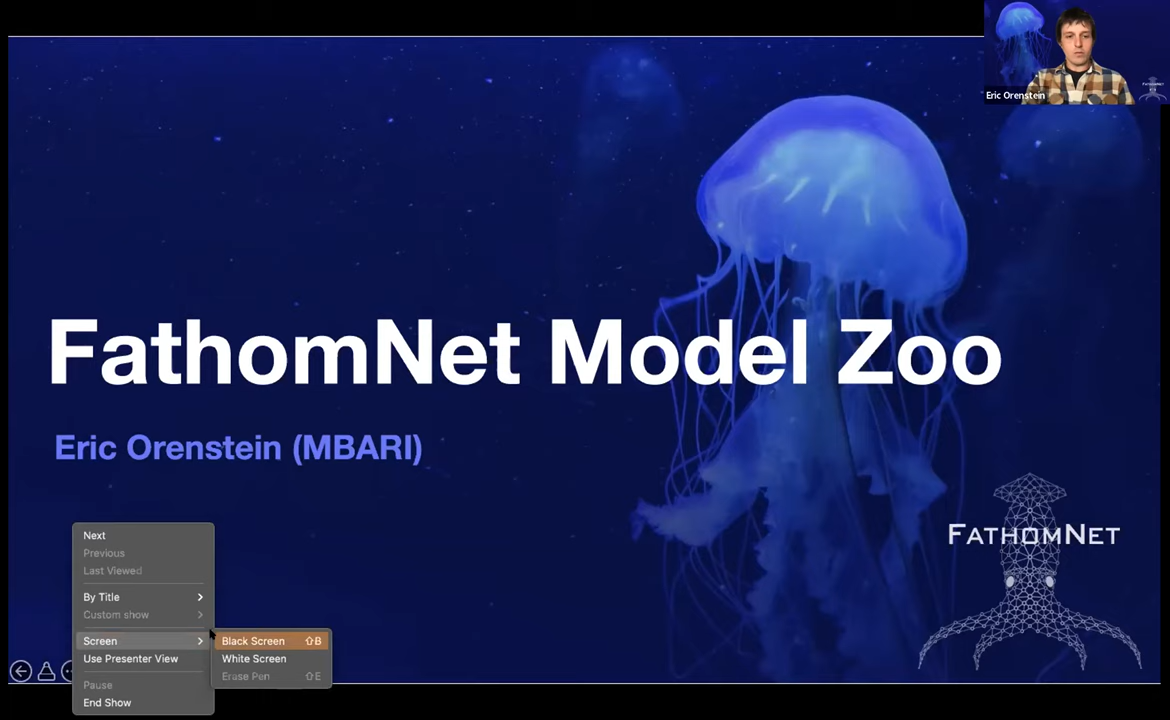 Eric Orenstein
FathomNet Model Zoo
Eric Orenstein (MBARI)
FATHOMNET
Next
Previous
Last Viewed
By Title
Custom show
Screen
Use Presenter View
Pause
End Show
Black Screen ⇧B
White Screen
Erase Pen ⇧E